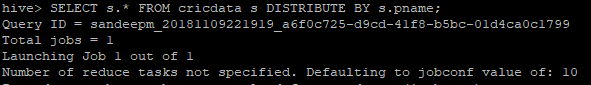 hive> SELECT s.* FROM cricdata s DISTRIBUTE BY s.pname;
Query ID = sandeepm_20181109221919_a6f0c725-d9cd-41f8-b5bc-01d4ca0c1799
Total jobs = 1
Launching Job 1 out of 1
Number of reduce tasks not specified. Defaulting to jobconf value of: 10